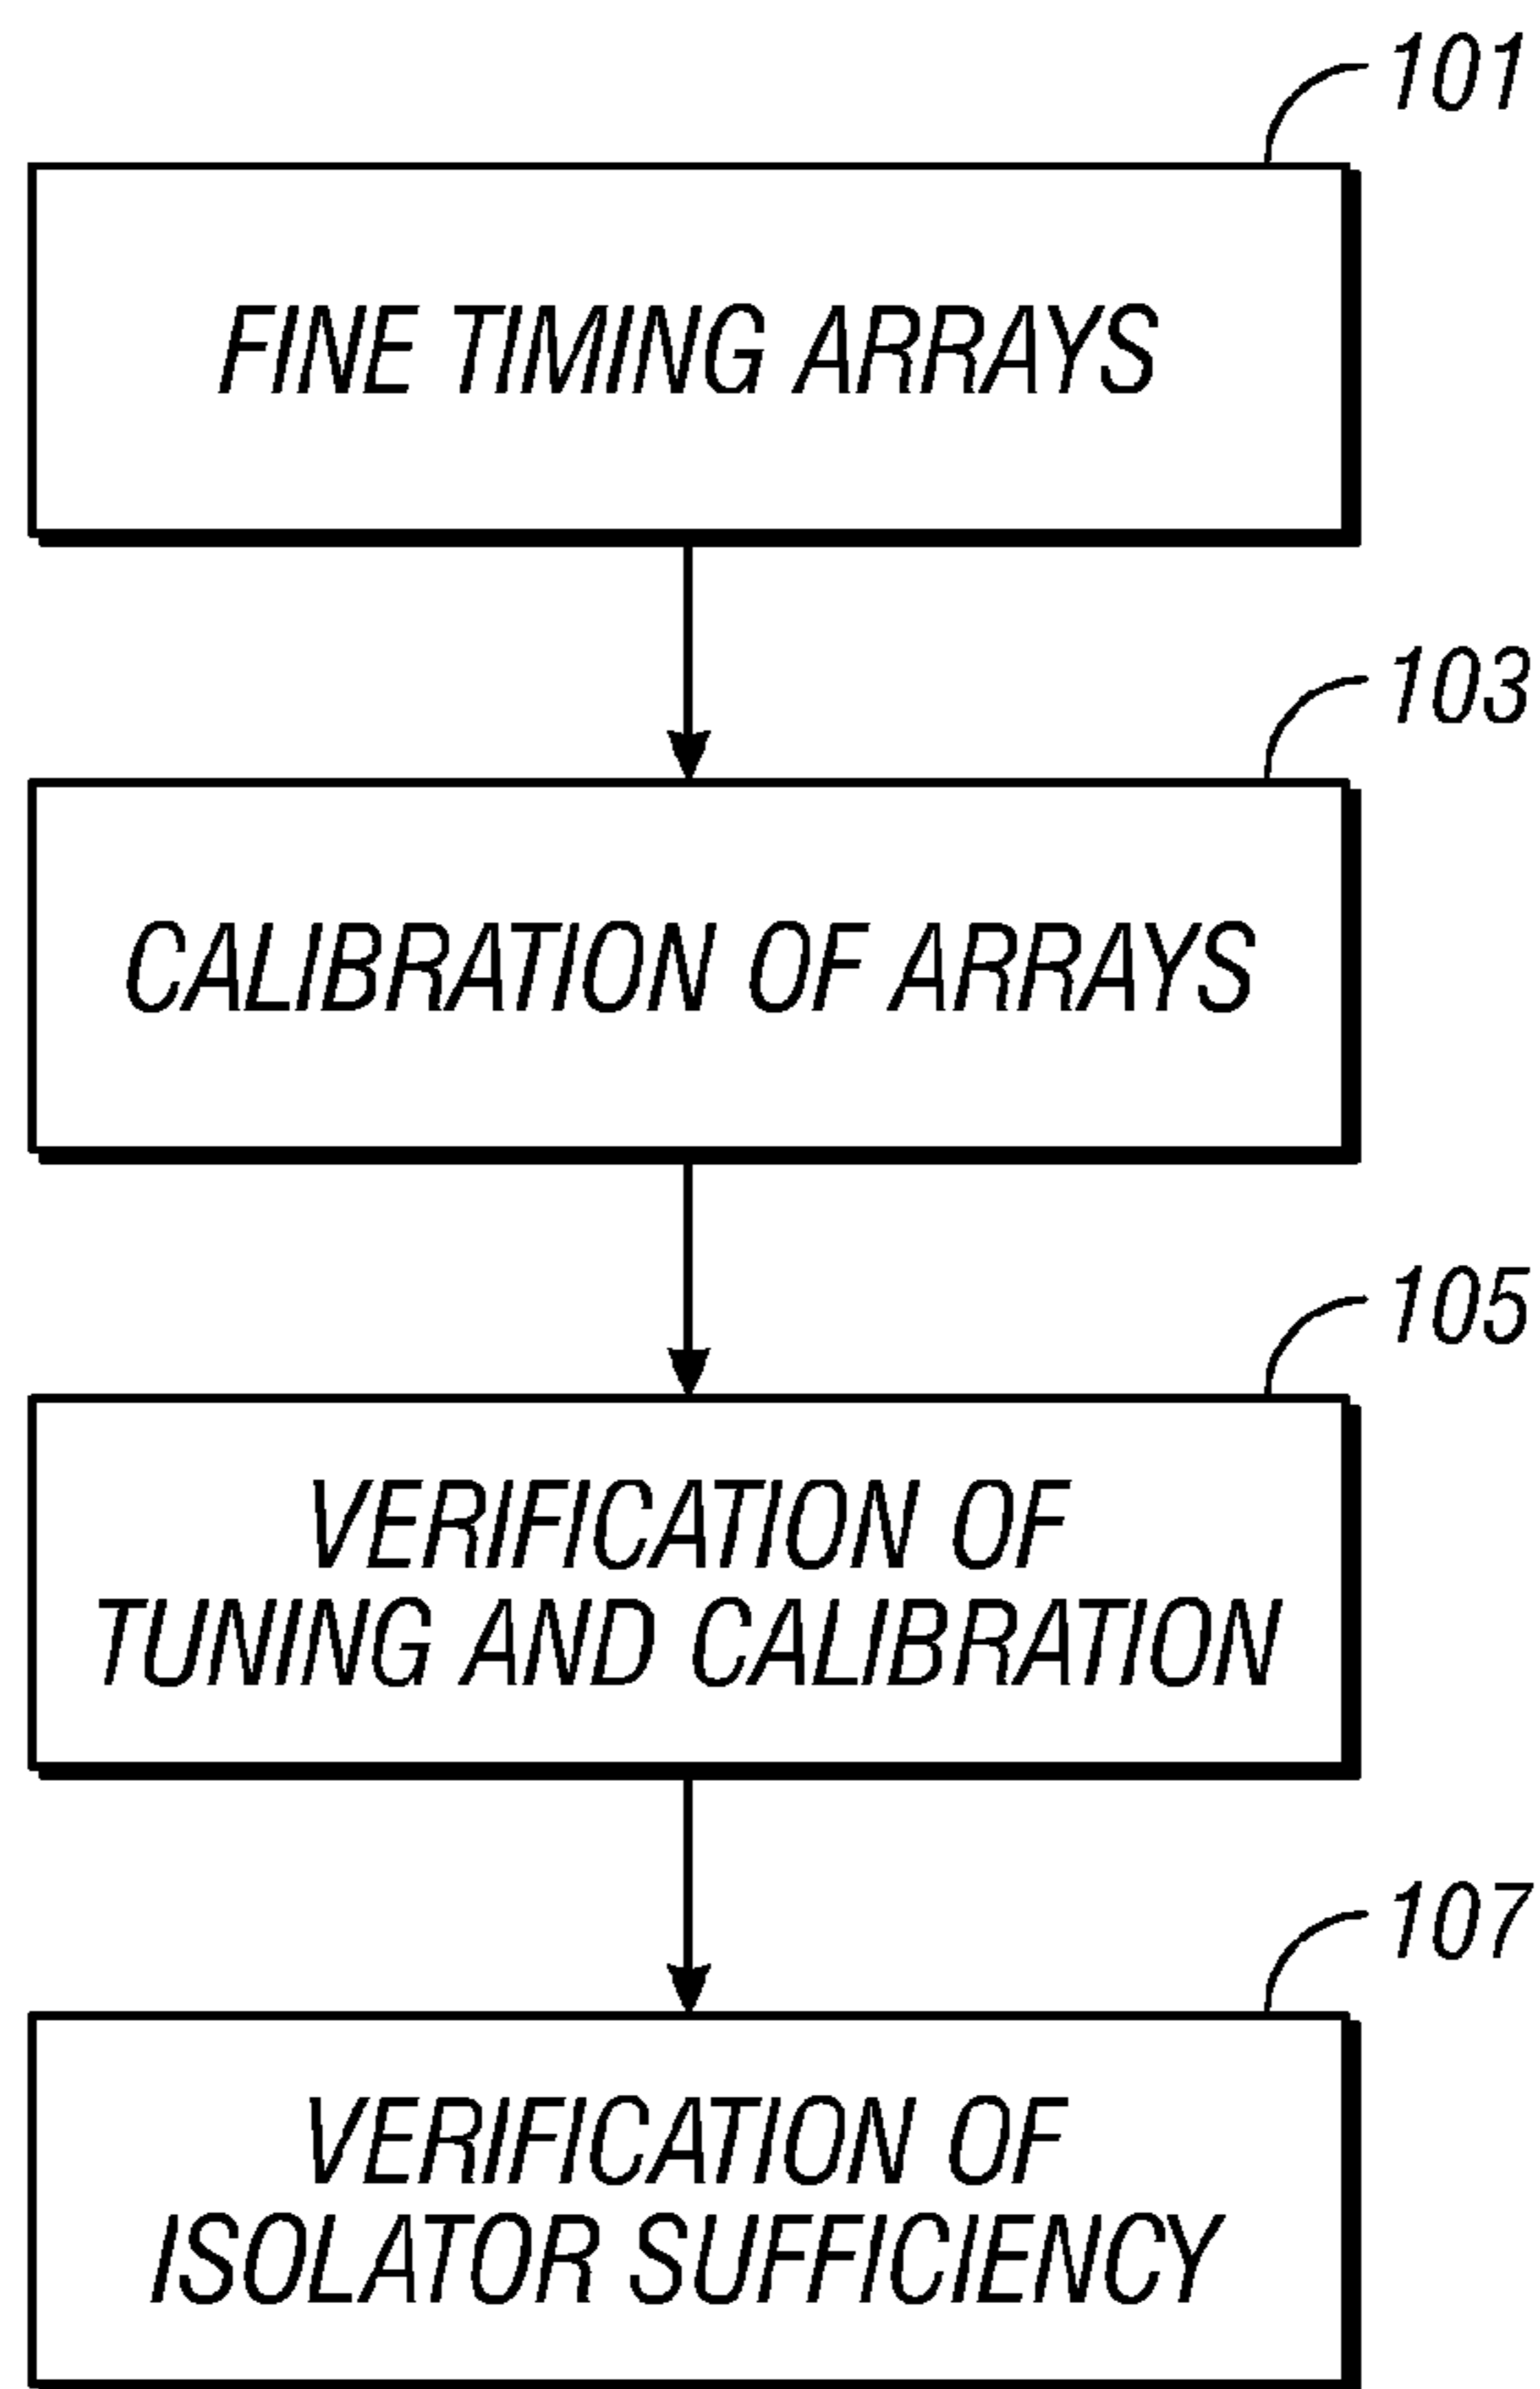 101
FINE TIMING ARRAYS
103
CALIBRATION OF ARRAYS
105
VERIFICATION OF
TUNING AND CALIBRATION
107
VERIFICATION OF
ISOLATOR SUFFICIENCY